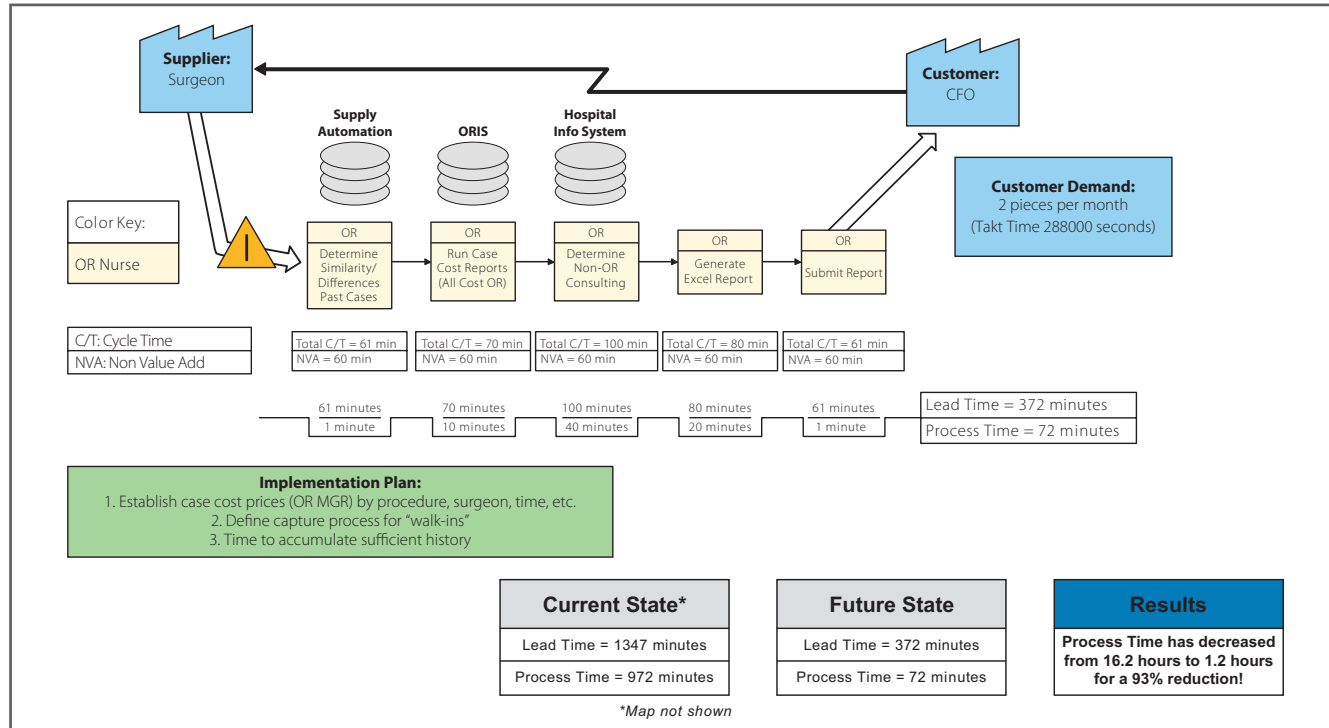 Supplier:
Surgeon
Customer:
CFO
Supply
Automation
ORIS
Hospital
Info System
Customer Demand:
2 pieces per month
(Takt Time 288000 seconds)
Color Key:
OR Nurse
I
OR
Determine
Similarity/
Differences
Past Cases
OR
Run Case
Cost Reports
(All Cost OR)
OR
Determine
Non-OR
Consulting
OR
Generate
Excel Report
OR
Submit Report
C/T: Cycle Time
NVA: Non Value Add
Total C/T = 61 min
NVA = 60 min
Total C/T = 70 min
NVA = 60 min
Total C/T = 100 min
NVA = 60 min
Total C/T = 80 min
NVA = 60 min
Total C/T = 61 min
NVA = 60 min
61 minutes
1 minute
70 minutes
10 minutes
100 minutes
40 minutes
80 minutes
20 minutes
61 minutes
1 minute
Lead Time = 372 minutes
Process Time = 72 minutes
Implementation Plan:
1. Establish case cost prices (OR MGR) by procedure, surgeon, time, etc.
2. Define capture process for “walk-ins”
3. Time to accumulate sufficient history
Current State*
Lead Time = 1347 minutes
Process Time = 972 minutes
*Map not shown
Future State
Lead Time = 372 minutes
Process Time = 72 minutes
Results
Process Time has decreased
from 16.2 hours to 1.2 hours
for a 93% reduction!